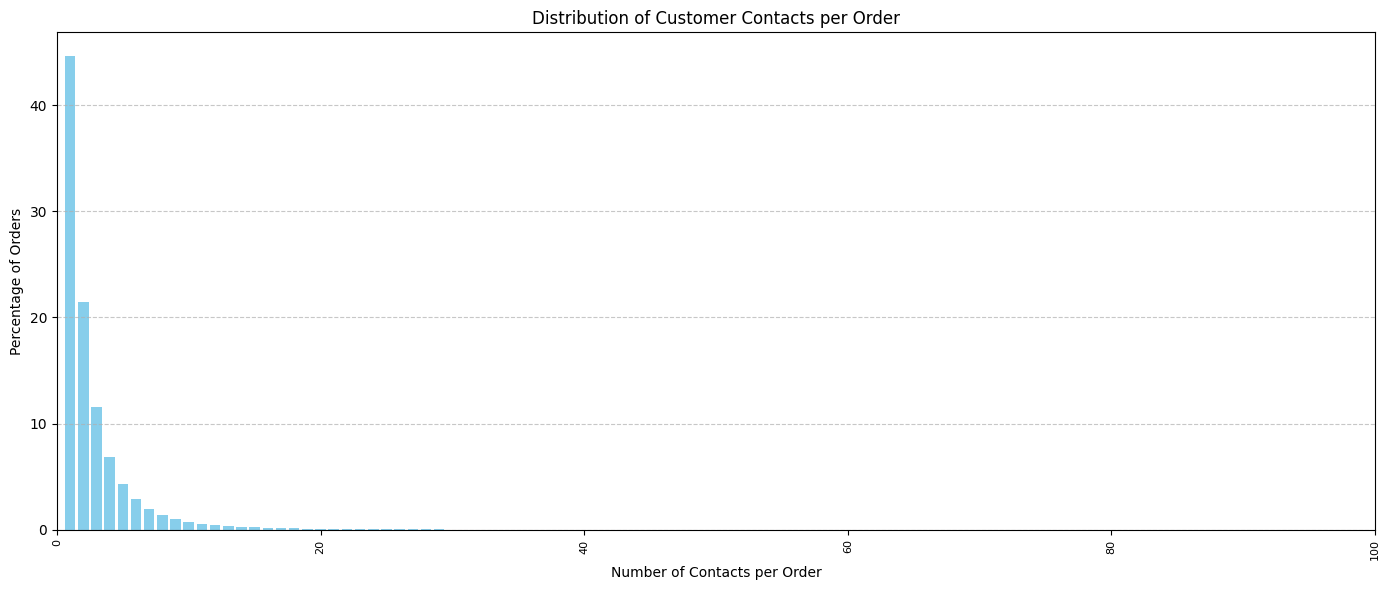 Distribution of Customer Contacts per Order
Percentage of Orders
40
30
20
10
0
0 20 40 60 80 100
Number of Contacts per Order